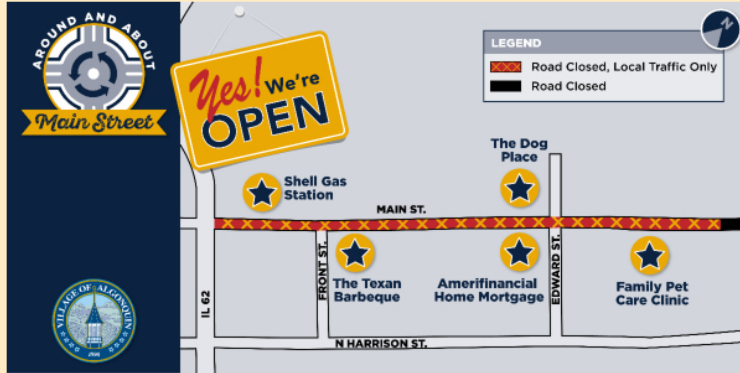 AROUND AND ABOUT
Main Street
Yes! We're
OPEN
N
LEGEND
Road Closed, Local Traffic Only
Road Closed
The Dog
Place
Shell Gas
Station
MAIN ST.
IL 62
FRONT ST.
The Texan
Barbeque
Amerifinancial
Home Mortgage
EDWARD ST.
Family Pet
Care Clinic
N HARRISON ST.
VILLAGE OF ALGONQUIN